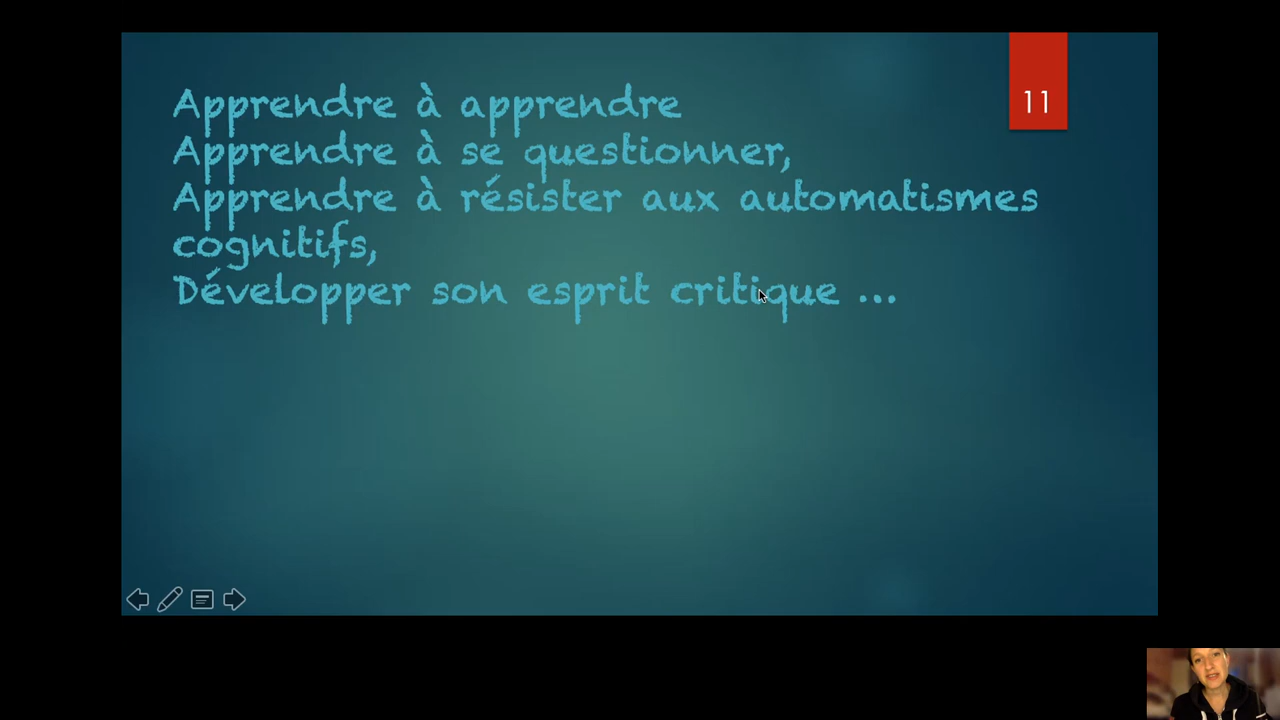 Apprendre à apprendre
Apprendre à se questionner,
Apprendre à résister aux automatismes
cognitifs,
Développer son esprit critique ...
11